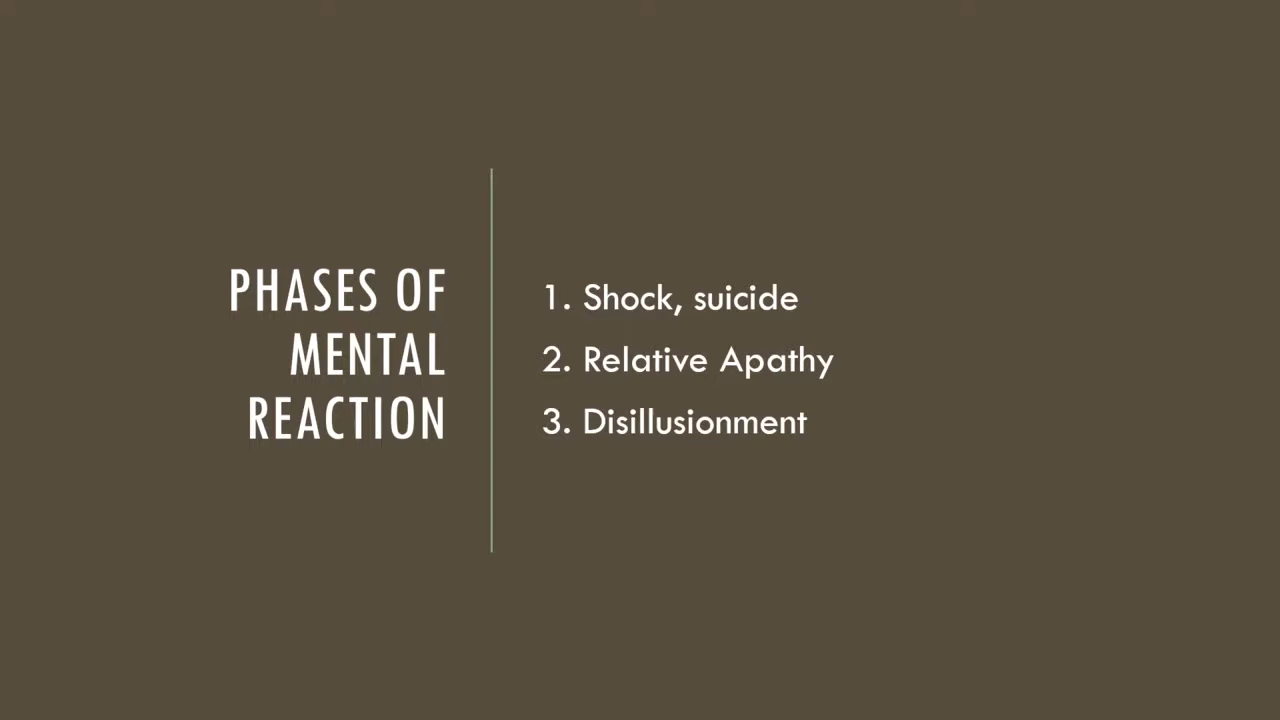 PHASES OF
MENTAL
REACTION
1. Shock, suicide
2. Relative Apathy
3. Disillusionment